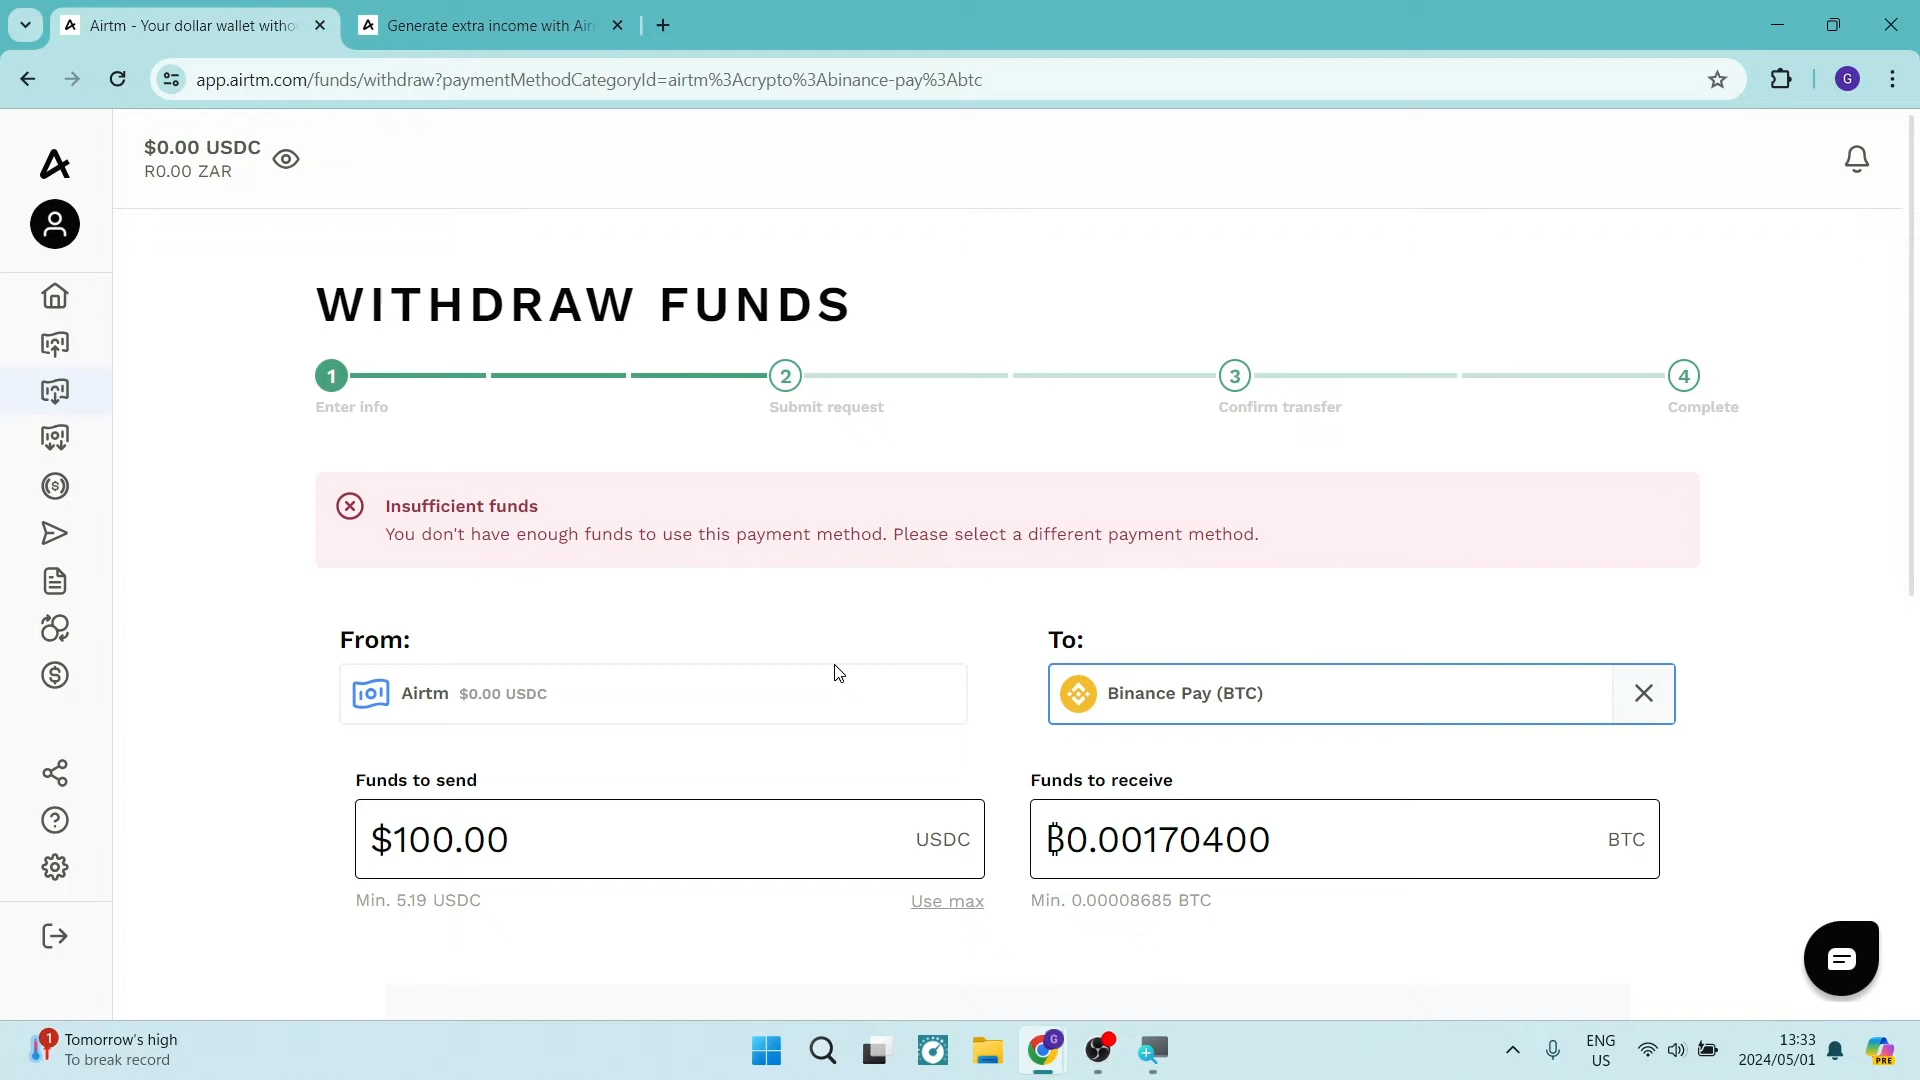 Airtm - Your dollar wallet witho
Generate extra income with Air
app.airtm.com/funds/withdraw?paymentMethodCategoryId=airtm%3Acrypto%3Abinance-pay%3Abtc
G
$0.00 USDC
R0.00 ZAR
WITHDRAW FUNDS
1
2
3
4
Enter info
Submit request
Confirm transfer
Complete
Insufficient funds
You don't have enough funds to use this payment method. Please select a different payment method.
From:
To:
Airtm $0.00 USDC
Binance Pay (BTC)
Funds to send
Funds to receive
$100.00 USDC
₿0.00170400 BTC
Min. 5.19 USDC
Use max
Min. 0.00008685 BTC
1
Tomorrow's high
To break record
G
ENG
US
13:33
2024/05/01
PRE